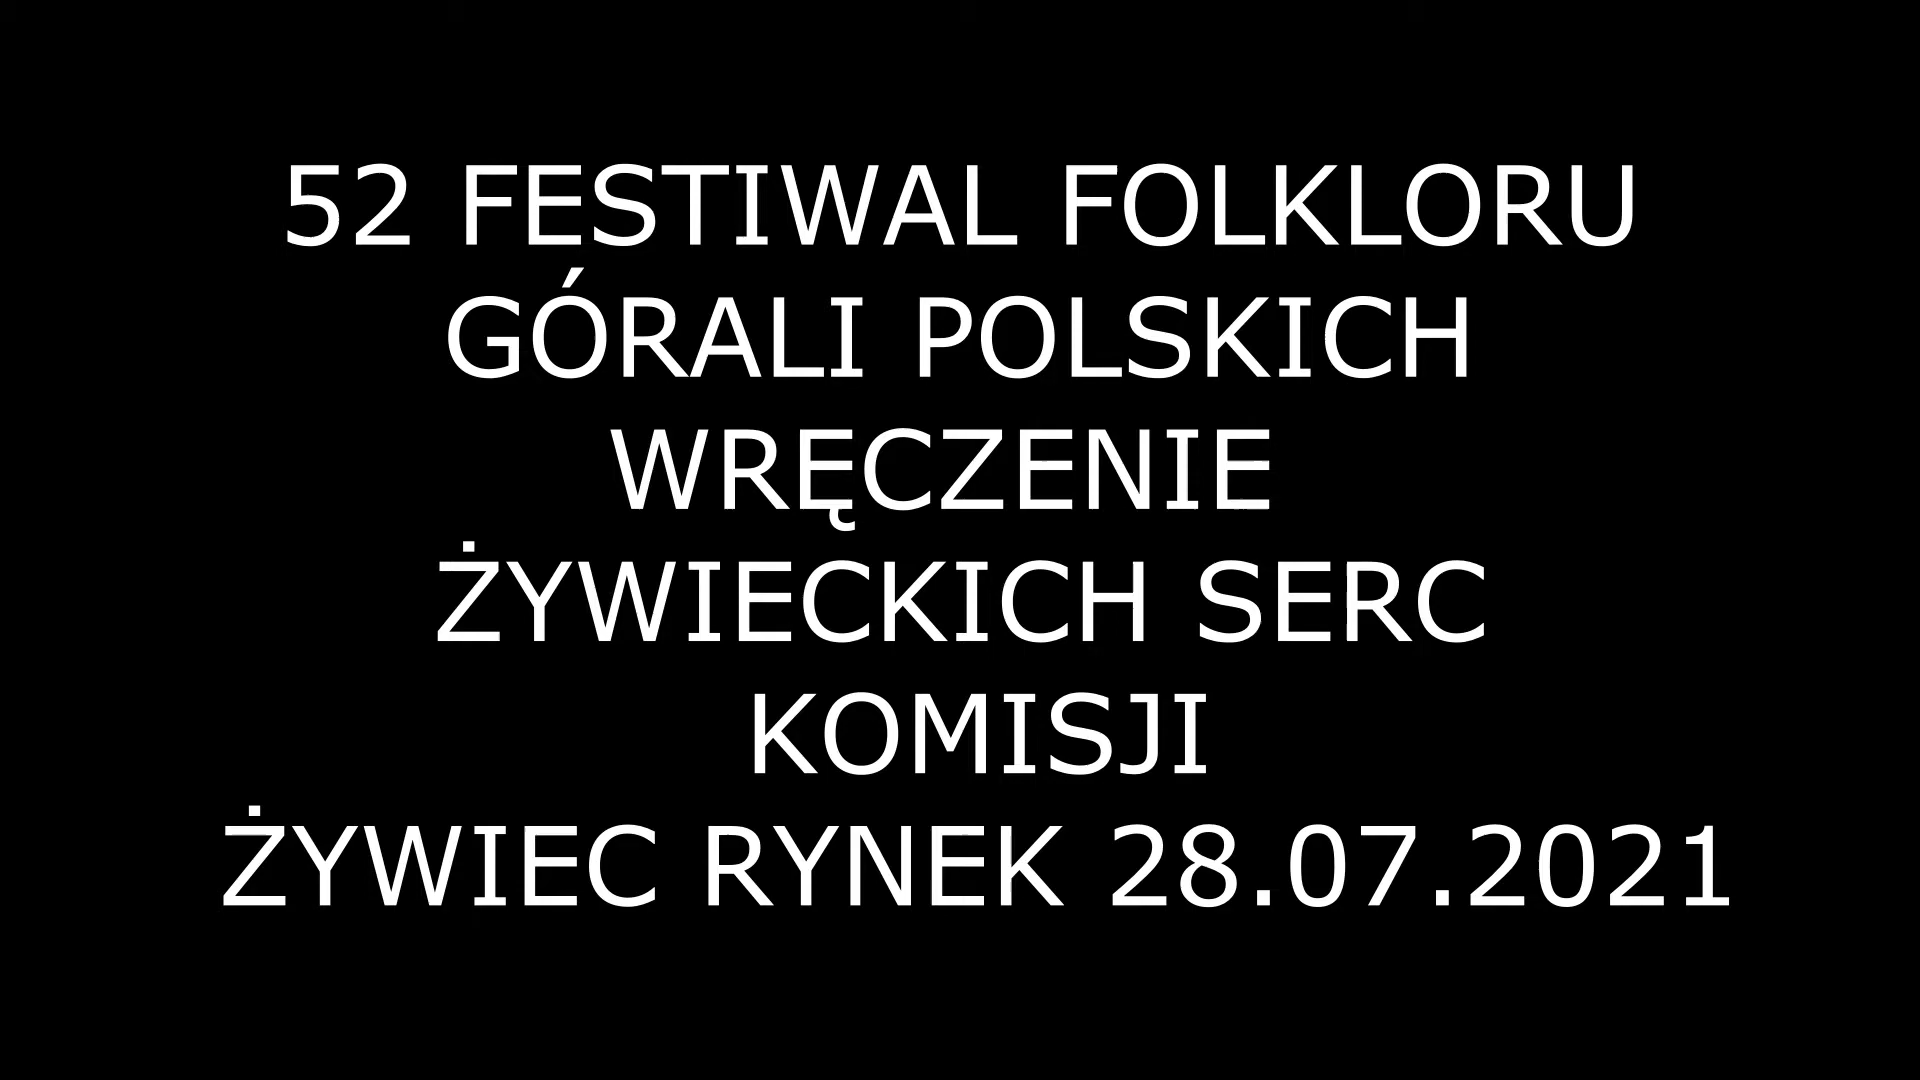 52 FESTIWAL FOLKLORU
GÓRALI POLSKICH
WRĘCZENIE
ŻYWIECKICH SERC
KOMISJI
ŻYWIEC RYNEK 28.07.2021